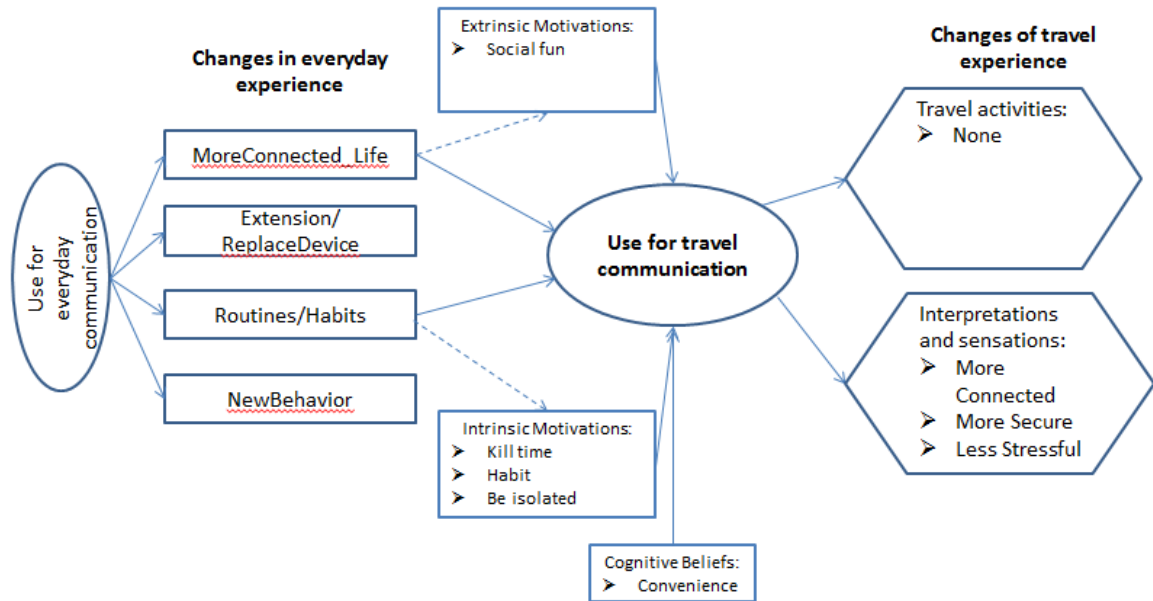 Changes in everyday
experience
Use for
everyday
communication
MoreConnected_Life
Extension/
ReplaceDevice
Routines/Habits
NewBehavior
Extrinsic Motivations:
➤ Social fun
Intrinsic Motivations:
➤ Kill time
➤ Habit
➤ Be isolated
Cognitive Beliefs:
➤ Convenience
Use for travel
communication
Changes of travel
experience
Travel activities:
➤ None
Interpretations
and sensations:
➤ More
Connected
➤ More Secure
➤ Less Stressful